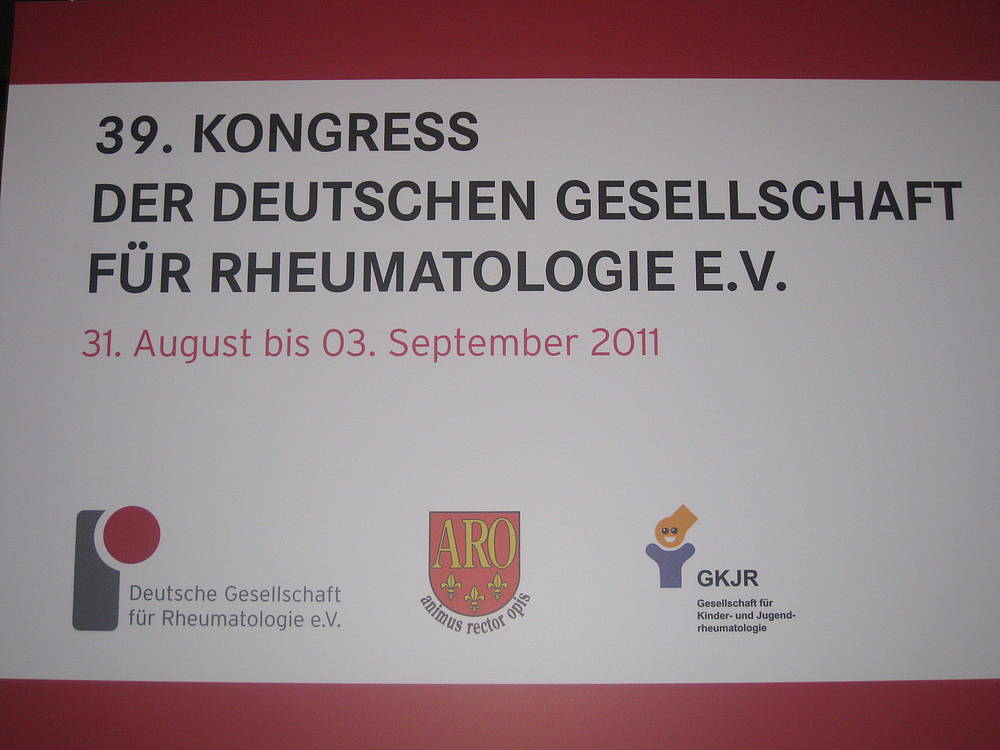 39. KONGRESS
DER DEUTSCHEN GESELLSCHAFT
FÜR RHEUMATOLOGIE E.V.
31. August bis 03. September 2011
Deutsche Gesellschaft
für Rheumatologie e.V.
ARO
animus rector opis
GKJR
Gesellschaft für
Kinder- und Jugend-
rheumatologie